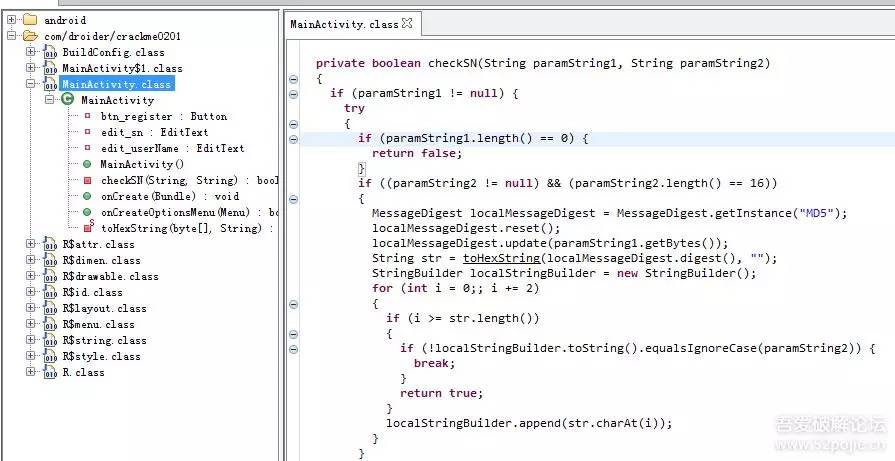 android
com/droider/crackme0201
BuildConfig.class
MainActivity$1.class
MainActivity.class
MainActivity
btn_register : Button
edit_sn : EditText
edit_userName : EditText
MainActivity()
checkSN(String, String) : bool
onCreate(Bundle) : void
onCreateOptionsMenu(Menu) : bo
toHexString(byte[], String) :
R$attr.class
R$dimen.class
R$drawable.class
R$id.class
R$layout.class
R$menu.class
R$string.class
R$style.class
R.class
MainActivity.class
private boolean checkSN(String paramString1, String paramString2)
{
if (paramString1 != null) {
try
{
if (paramString1.length() == 0) {
return false;
}
if ((paramString2 != null) && (paramString2.length() == 16))
{
MessageDigest localMessageDigest = MessageDigest.getInstance("MD5");
localMessageDigest.reset();
localMessageDigest.update(paramString1.getBytes());
String str = toHexString(localMessageDigest.digest(), "");
StringBuilder localStringBuilder = new StringBuilder();
for (int i = 0;; i += 2)
{
if (i >= str.length())
{
if (!localStringBuilder.toString().equalsIgnoreCase(paramString2)) {
break;
}
return true;
}
localStringBuilder.append(str.charAt(i));
}
}
吾爱破解论坛
www.52pojie.cn